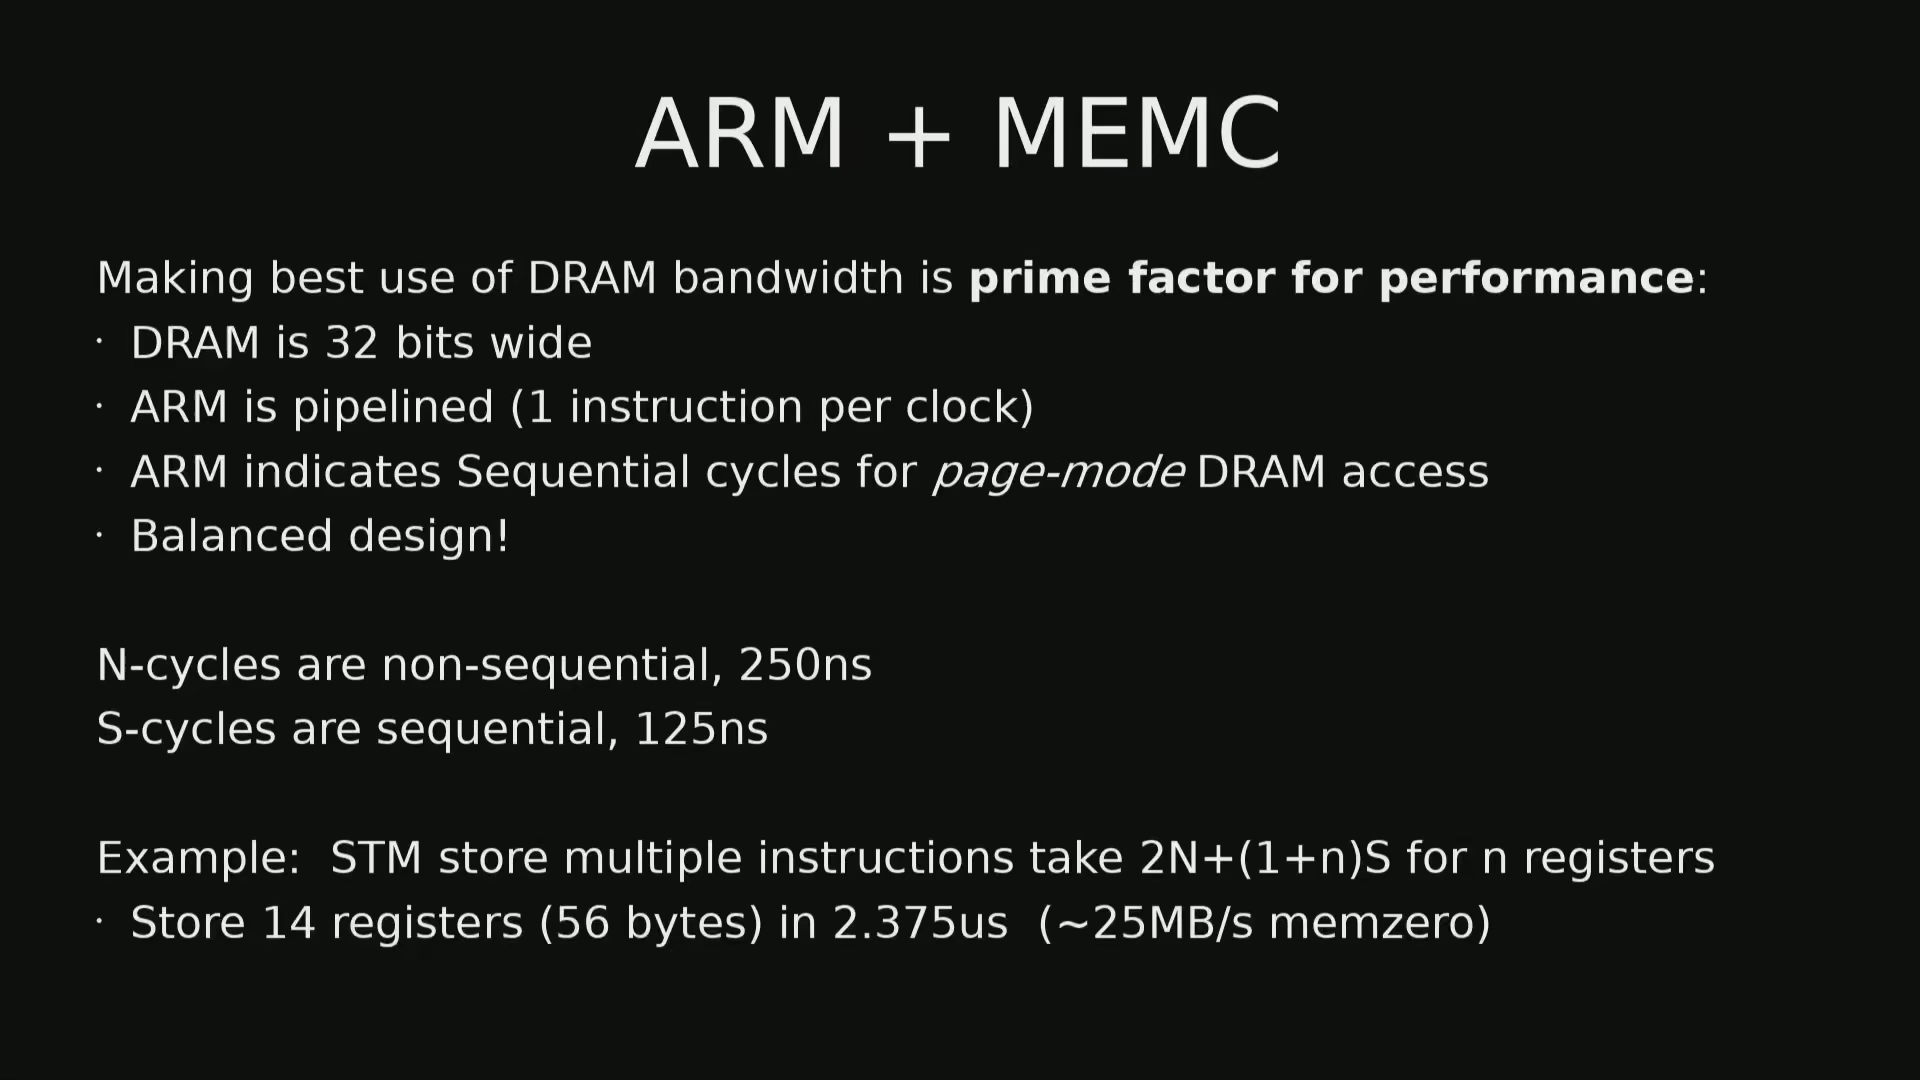 ARM + MEMC
Making best use of DRAM bandwidth is prime factor for performance:
· DRAM is 32 bits wide
· ARM is pipelined (1 instruction per clock)
· ARM indicates Sequential cycles for page-mode DRAM access
· Balanced design!
N-cycles are non-sequential, 250ns
S-cycles are sequential, 125ns
Example:  STM store multiple instructions take 2N+(1+n)S for n registers
· Store 14 registers (56 bytes) in 2.375us  (~25MB/s memzero)